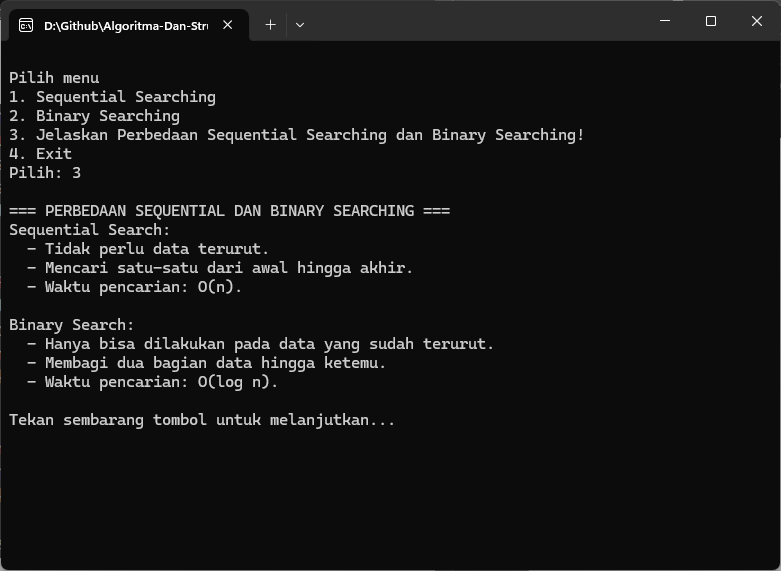 D:\Github\Algoritma-Dan-Str
Pilih menu
1. Sequential Searching
2. Binary Searching
3. Jelaskan Perbedaan Sequential Searching dan Binary Searching!
4. Exit
Pilih: 3
=== PERBEDAAN SEQUENTIAL DAN BINARY SEARCHING ===
Sequential Search:
- Tidak perlu data terurut.
- Mencari satu-satu dari awal hingga akhir.
- Waktu pencarian: O(n).
Binary Search:
- Hanya bisa dilakukan pada data yang sudah terurut.
- Membagi dua bagian data hingga ketemu.
- Waktu pencarian: O(log n).
Tekan sembarang tombol untuk melanjutkan...